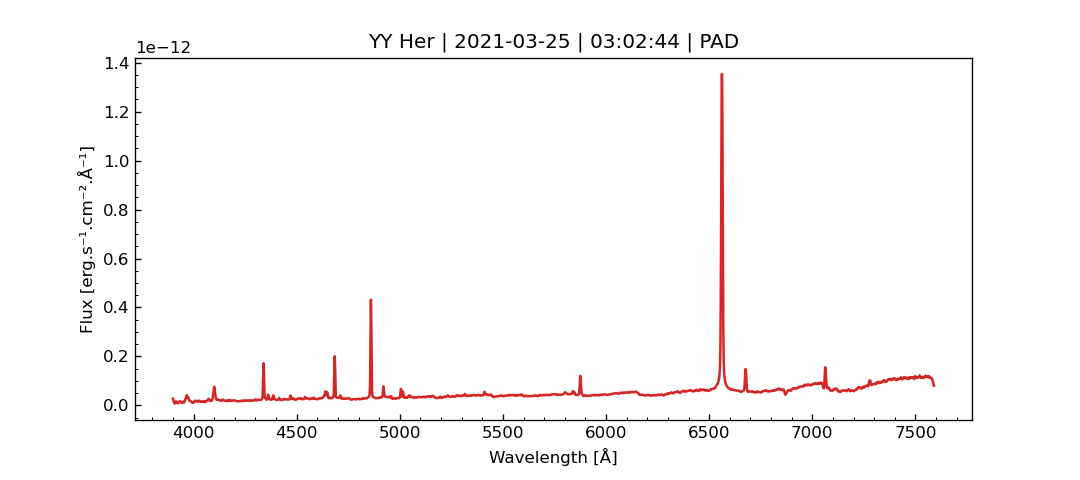 YY Her | 2021-03-25 | 03:02:44 | PAD
1e−12
1.4
1.2
1.0
0.8
0.6
0.4
0.2
0.0
Flux [erg.s⁻¹.cm⁻².Å⁻¹]
4000 4500 5000 5500 6000 6500 7000 7500
Wavelength [Å]